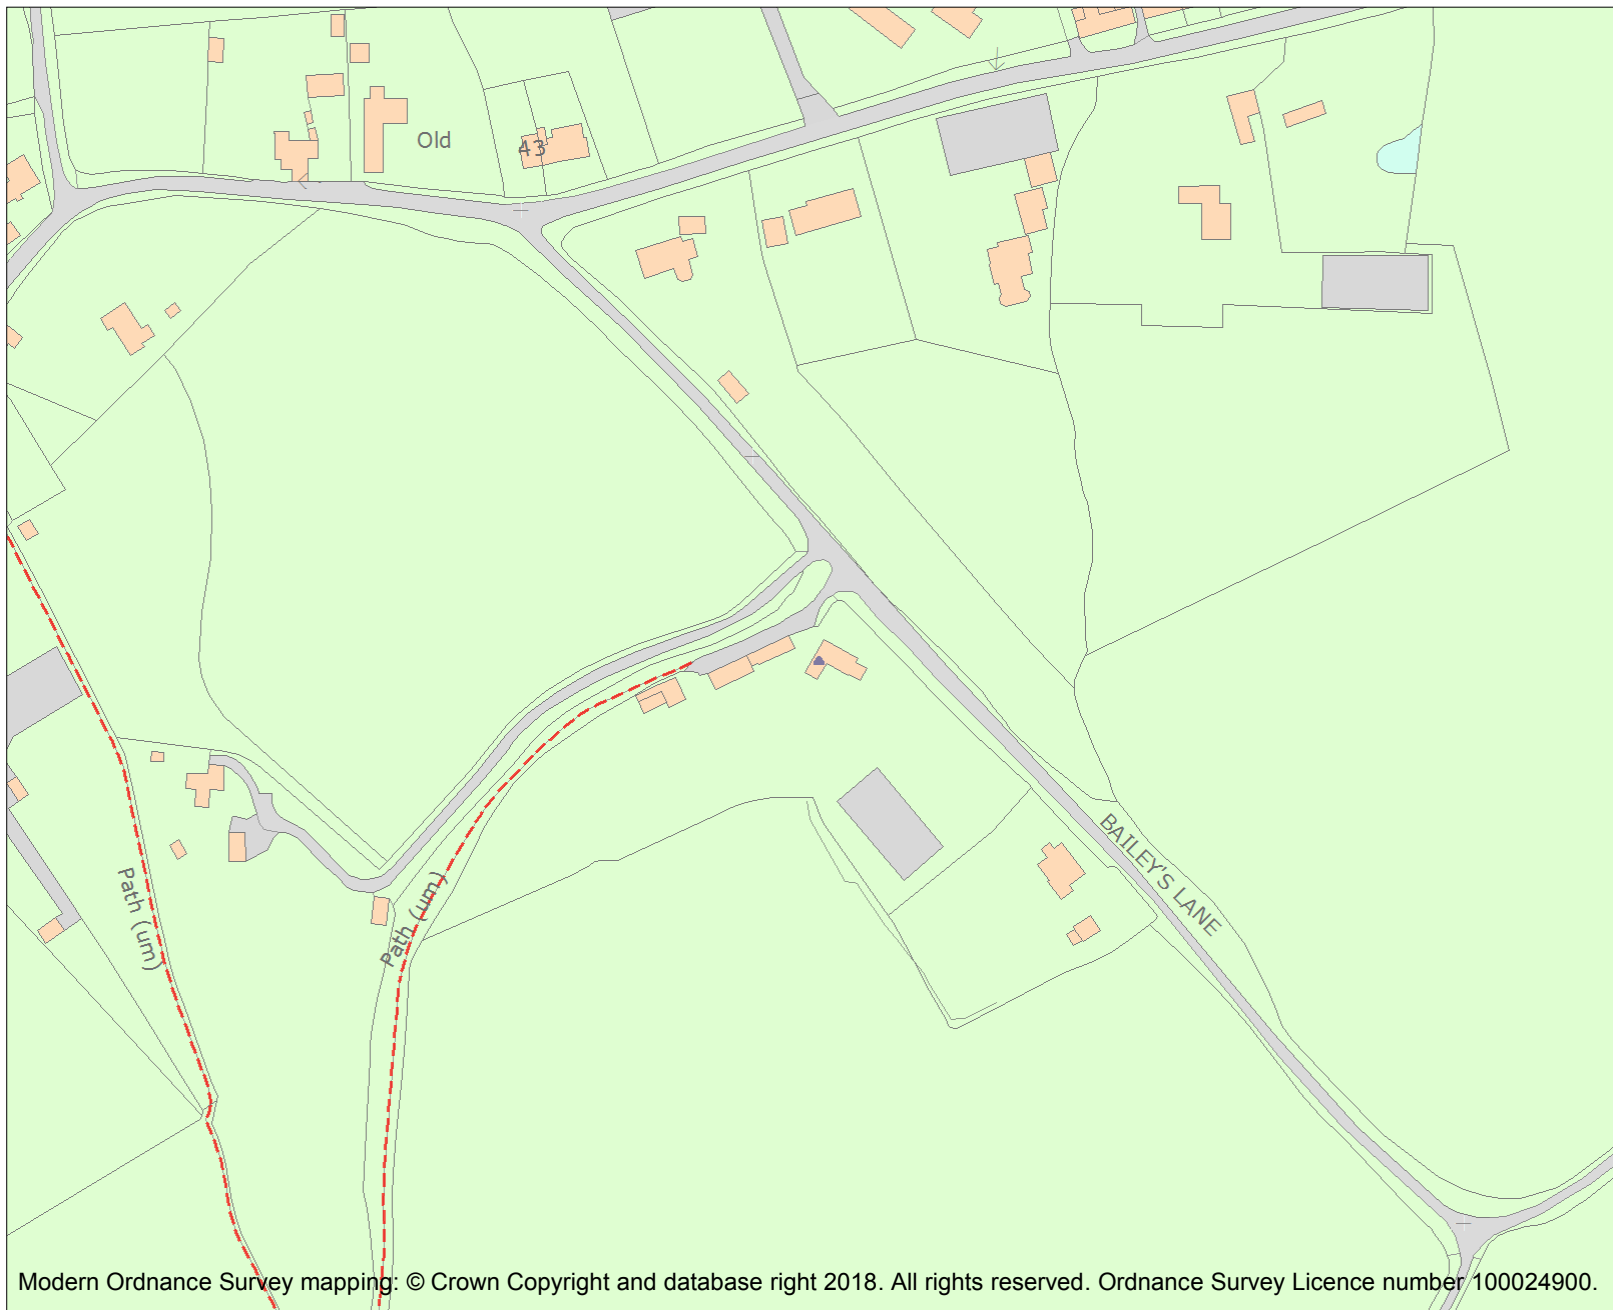 Old
43
BAILEY'S LANE
Path (um)
Path (um)
Modern Ordnance Survey mapping: © Crown Copyright and database right 2018. All rights reserved. Ordnance Survey Licence number 100024900.